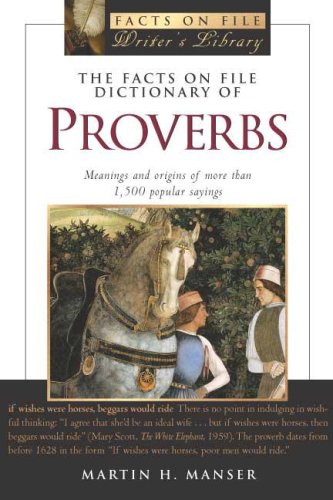 FACTS ON FILE
Writer's Library
THE FACTS ON FILE
DICTIONARY OF
PROVERBS
Meanings and origins of more than
1,500 popular sayings
if wishes were horses, beggars would ride There is no point in indulging in wish-
ful thinking: "I agree that she'd be an ideal wife . . . but if wishes were horses, then
beggars would ride" (Mary Scott, The White Elephant, 1959). The proverb dates from
before 1628 in the form "If wishes were horses, poor men would ride."
MARTIN H. MANSER